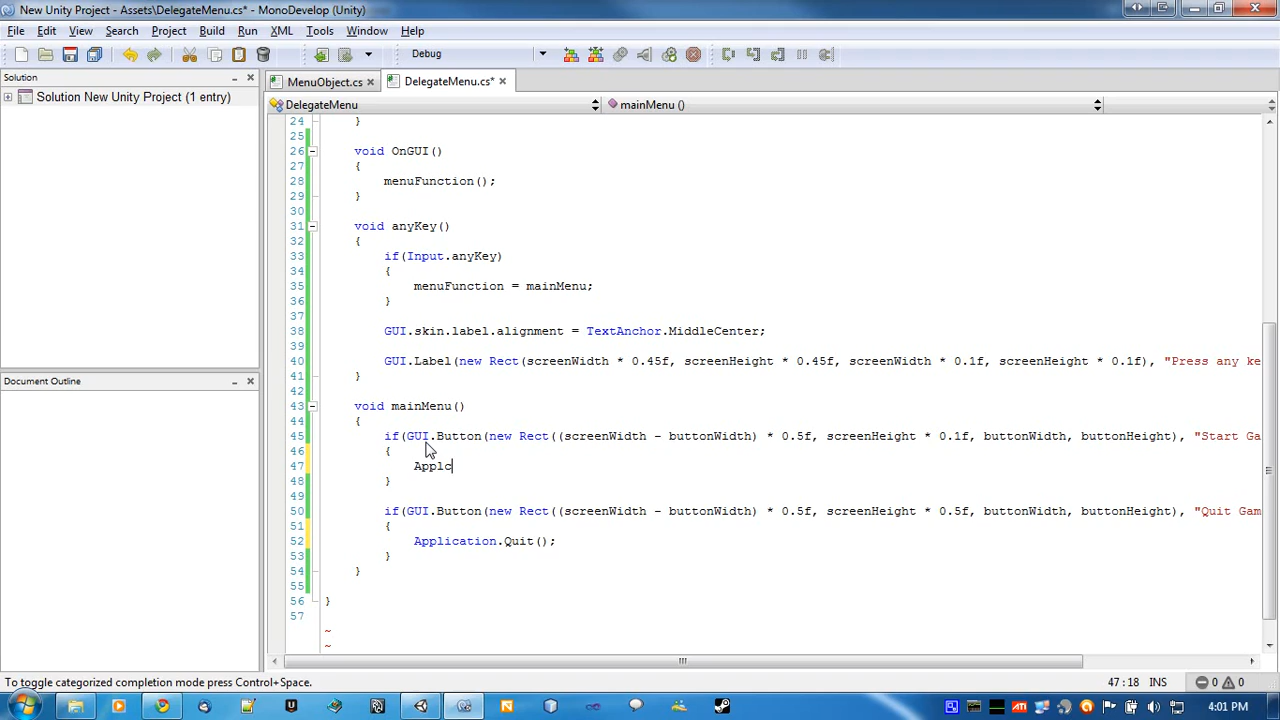 New Unity Project - Assets\DelegateMenu.cs* - MonoDevelop (Unity)
File Edit View Search Project Build Run XML Tools Window Help
Debug
Solution
Solution New Unity Project (1 entry)
Document Outline
MenuObject.cs
DelegateMenu.cs*
DelegateMenu
mainMenu ()
24 }
25
26 void OnGUI()
27 {
28 menuFunction();
29 }
30
31 void anyKey()
32 {
33 if(Input.anyKey)
34 {
35 menuFunction = mainMenu;
36 }
37
38 GUI.skin.label.alignment = TextAnchor.MiddleCenter;
39
40 GUI.Label(new Rect(screenWidth * 0.45f, screenHeight * 0.45f, screenWidth * 0.1f, screenHeight * 0.1f), "Press any ke
41 }
42
43 void mainMenu()
44 {
45 if(GUI.Button(new Rect((screenWidth - buttonWidth) * 0.5f, screenHeight * 0.1f, buttonWidth, buttonHeight), "Start Ga
46 {
47 Applc
48 }
49
50 if(GUI.Button(new Rect((screenWidth - buttonWidth) * 0.5f, screenHeight * 0.5f, buttonWidth, buttonHeight), "Quit Gam
51 {
52 Application.Quit();
53 }
54 }
55
56 }
57
~
~
To toggle categorized completion mode press Control+Space.
47 : 18 INS
0 0
4:01 PM